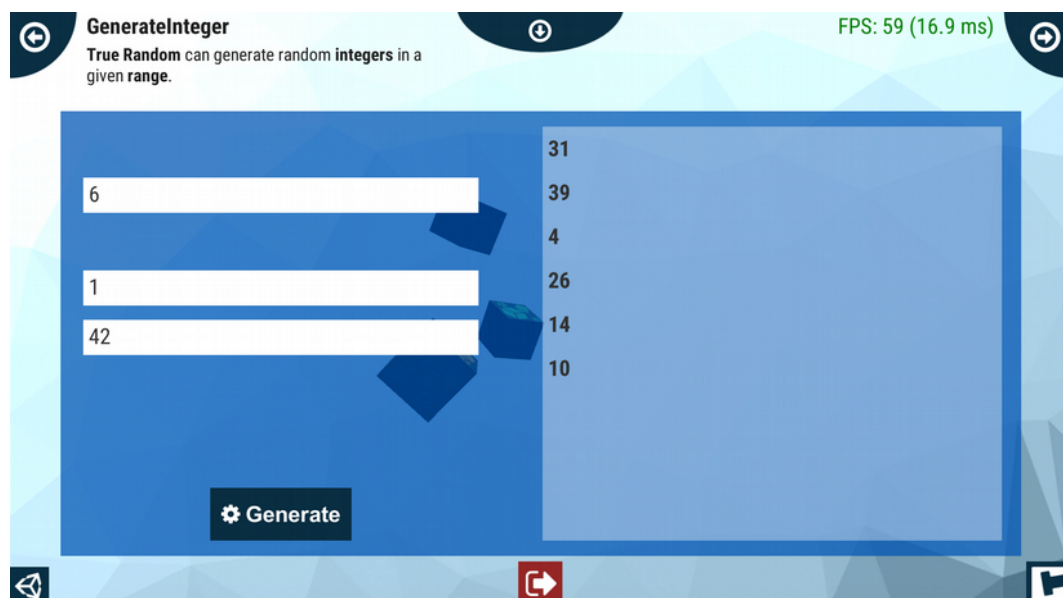 GenerateInteger
True Random can generate random integers in a
given range.
FPS: 59 (16.9 ms)
6
1
42
Generate
31
39
4
26
14
10